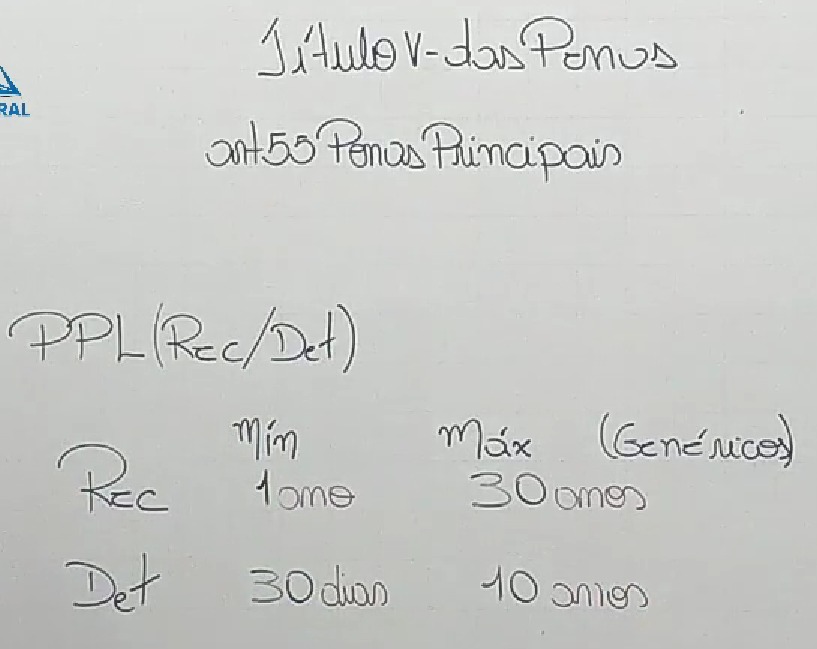 RAL
Título V - das Penas
art 55 Penas Principais
PPL (Rec/Det)
Mín Máx (Genéricos)
Rec 1 ano 30 anos
Det 30 dias 10 anos